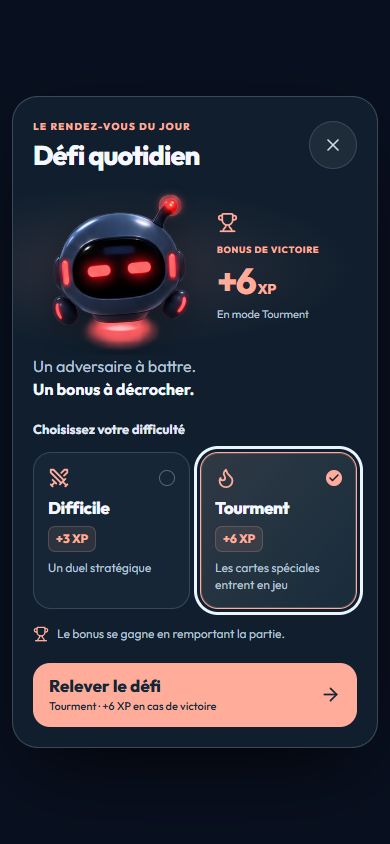 LE RENDEZ-VOUS DU JOUR
Défi quotidien
BONUS DE VICTOIRE
+6XP
En mode Tourment
Un adversaire à battre.
Un bonus à décrocher.
Choisissez votre difficulté
Difficile
+3 XP
Un duel stratégique
Tourment
+6 XP
Les cartes spéciales
entrent en jeu
Le bonus se gagne en remportant la partie.
Relever le défi
Tourment · +6 XP en cas de victoire